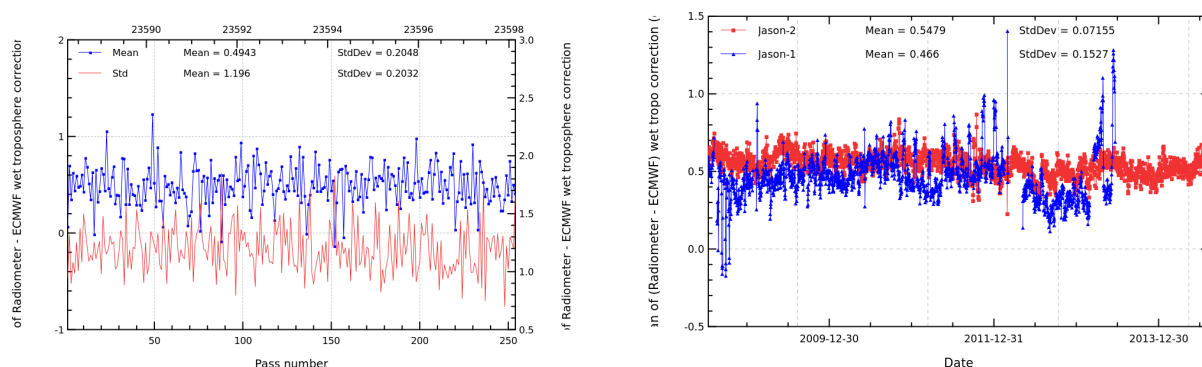 23590 23592 23594 23596 23598
2
1
0
-1
3.0
2.5
2.0
1.5
1.0
0.5
Mean Mean = 0.4943 StdDev = 0.2048
Std Mean = 1.196 StdDev = 0.2032
of Radiometer - ECMWF wet troposphere correction
of Radiometer - ECMWF wet troposphere correction
50 100 150 200 250
Pass number
1.5
1.0
0.5
0.0
-0.5
Jason-2 Mean = 0.5479 StdDev = 0.07155
Jason-1 Mean = 0.466 StdDev = 0.1527
of (Radiometer - ECMWF) wet tropo correction (
2009-12-30 2011-12-31 2013-12-30
Date